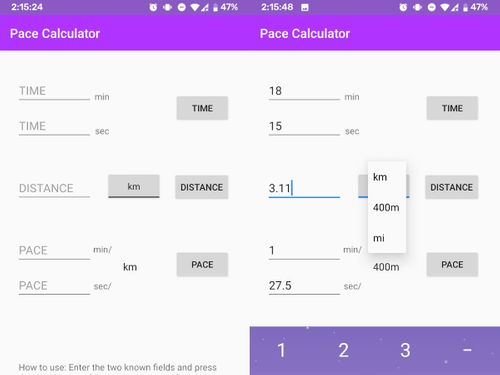 2:15:24 47%
Pace Calculator
TIME min
TIME
TIME sec
DISTANCE km DISTANCE
PACE min/
km PACE
PACE sec/
How to use: Enter the two known fields and press
2:15:48 47%
Pace Calculator
18 min
TIME
15 sec
km
3.11 DISTANCE
400m
mi
1 min/
400m PACE
27.5 sec/
1 2 3 –